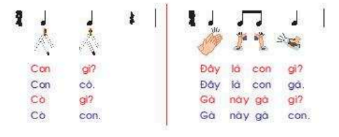 Con gì?
Con cò.
Cò gì?
Cò con.
Đây là con gì?
Đây là con gà.
Gà này gà gì?
Gà này gà con.